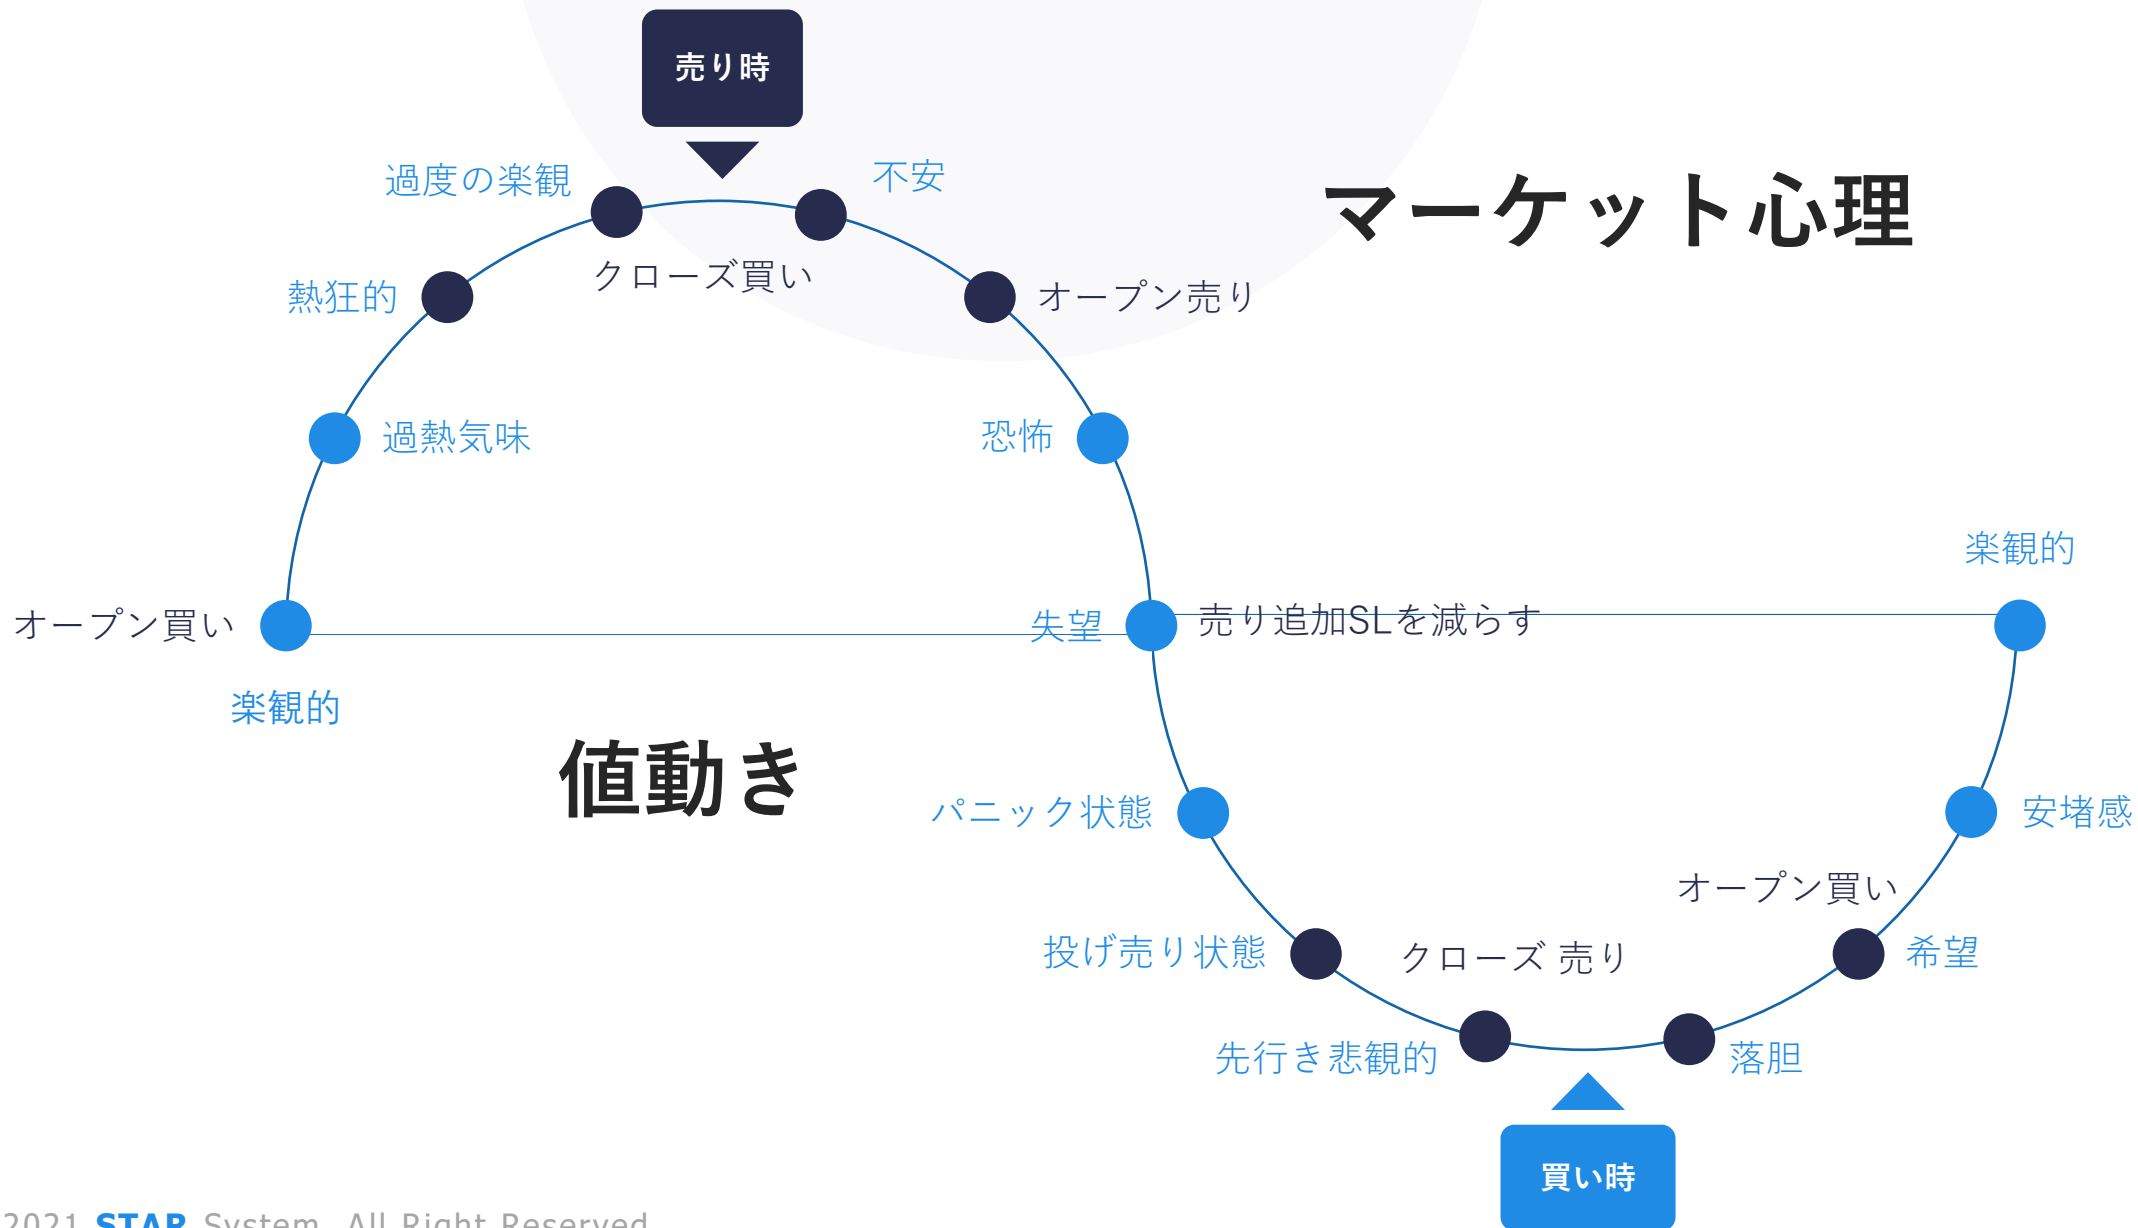 売り時
過度の楽観
不安
マーケット心理
クローズ買い
熱狂的
オープン売り
過熱気味
恐怖
楽観的
オープン買い
失望
売り追加SLを減らす
楽観的
値動き
パニック状態
安堵感
オープン買い
投げ売り状態
クローズ 売り
希望
先行き悲観的
落胆
買い時
2021 STAR System. All Right Reserved